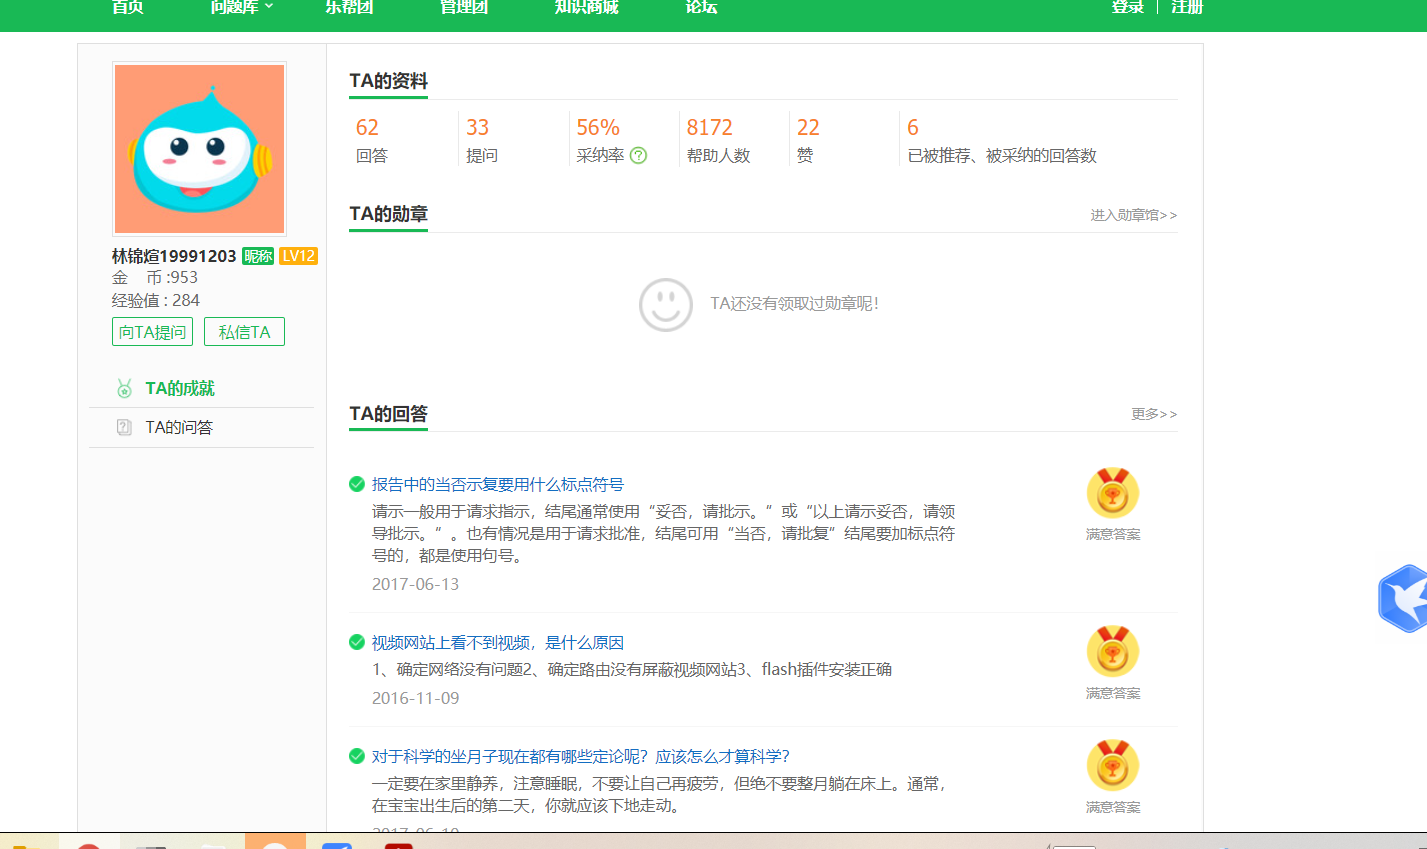 首页 问题库 乐帮团 管理团 知识商城 论坛 登录 注册
林锦煊19991203 昵称 LV12
金 币 :953
经验值 : 284
向TA提问 私信TA
TA的成就
TA的问答
TA的资料
62 33 56% 8172 22 6
回答 提问 采纳率 ? 帮助人数 赞 已被推荐、被采纳的回答数
TA的勋章 进入勋章馆>>
TA还没有领取过勋章呢！
TA的回答 更多>>
报告中的当否示复要用什么标点符号
请示一般用于请求指示，结尾通常使用“妥否，请批示。”或“以上请示妥否，请领
导批示。”。也有情况是用于请求批准，结尾可用“当否，请批复”结尾要加标点符
号的，都是使用句号。
满意答案
2017-06-13
视频网站上看不到视频，是什么原因
1、确定网络没有问题2、确定路由没有屏蔽视频网站3、flash插件安装正确
满意答案
2016-11-09
对于科学的坐月子现在都有哪些定论呢？应该怎么才算科学？
一定要在家里静养，注意睡眠，不要让自己再疲劳，但绝不要整月躺在床上。通常，
在宝宝出生后的第二天，你就应该下地走动。
满意答案